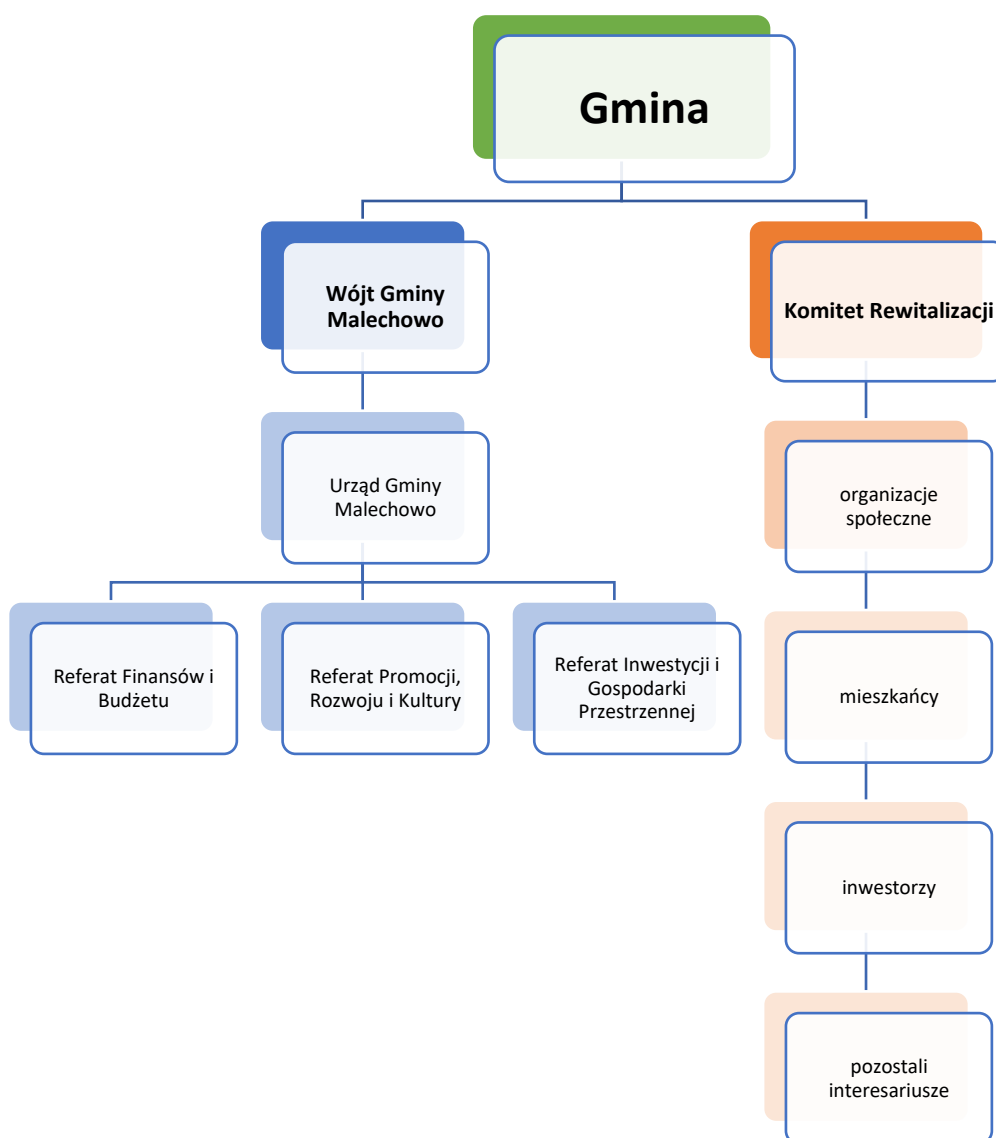 Gmina
Wójt Gminy
Malechowo
Komitet Rewitalizacji
Urząd Gminy
Malechowo
organizacje
społeczne
Referat Finansów i
Budżetu
Referat Promocji,
Rozwoju i Kultury
Referat Inwestycji i
Gospodarki
Przestrzennej
mieszkańcy
inwestorzy
pozostali
interesariusze